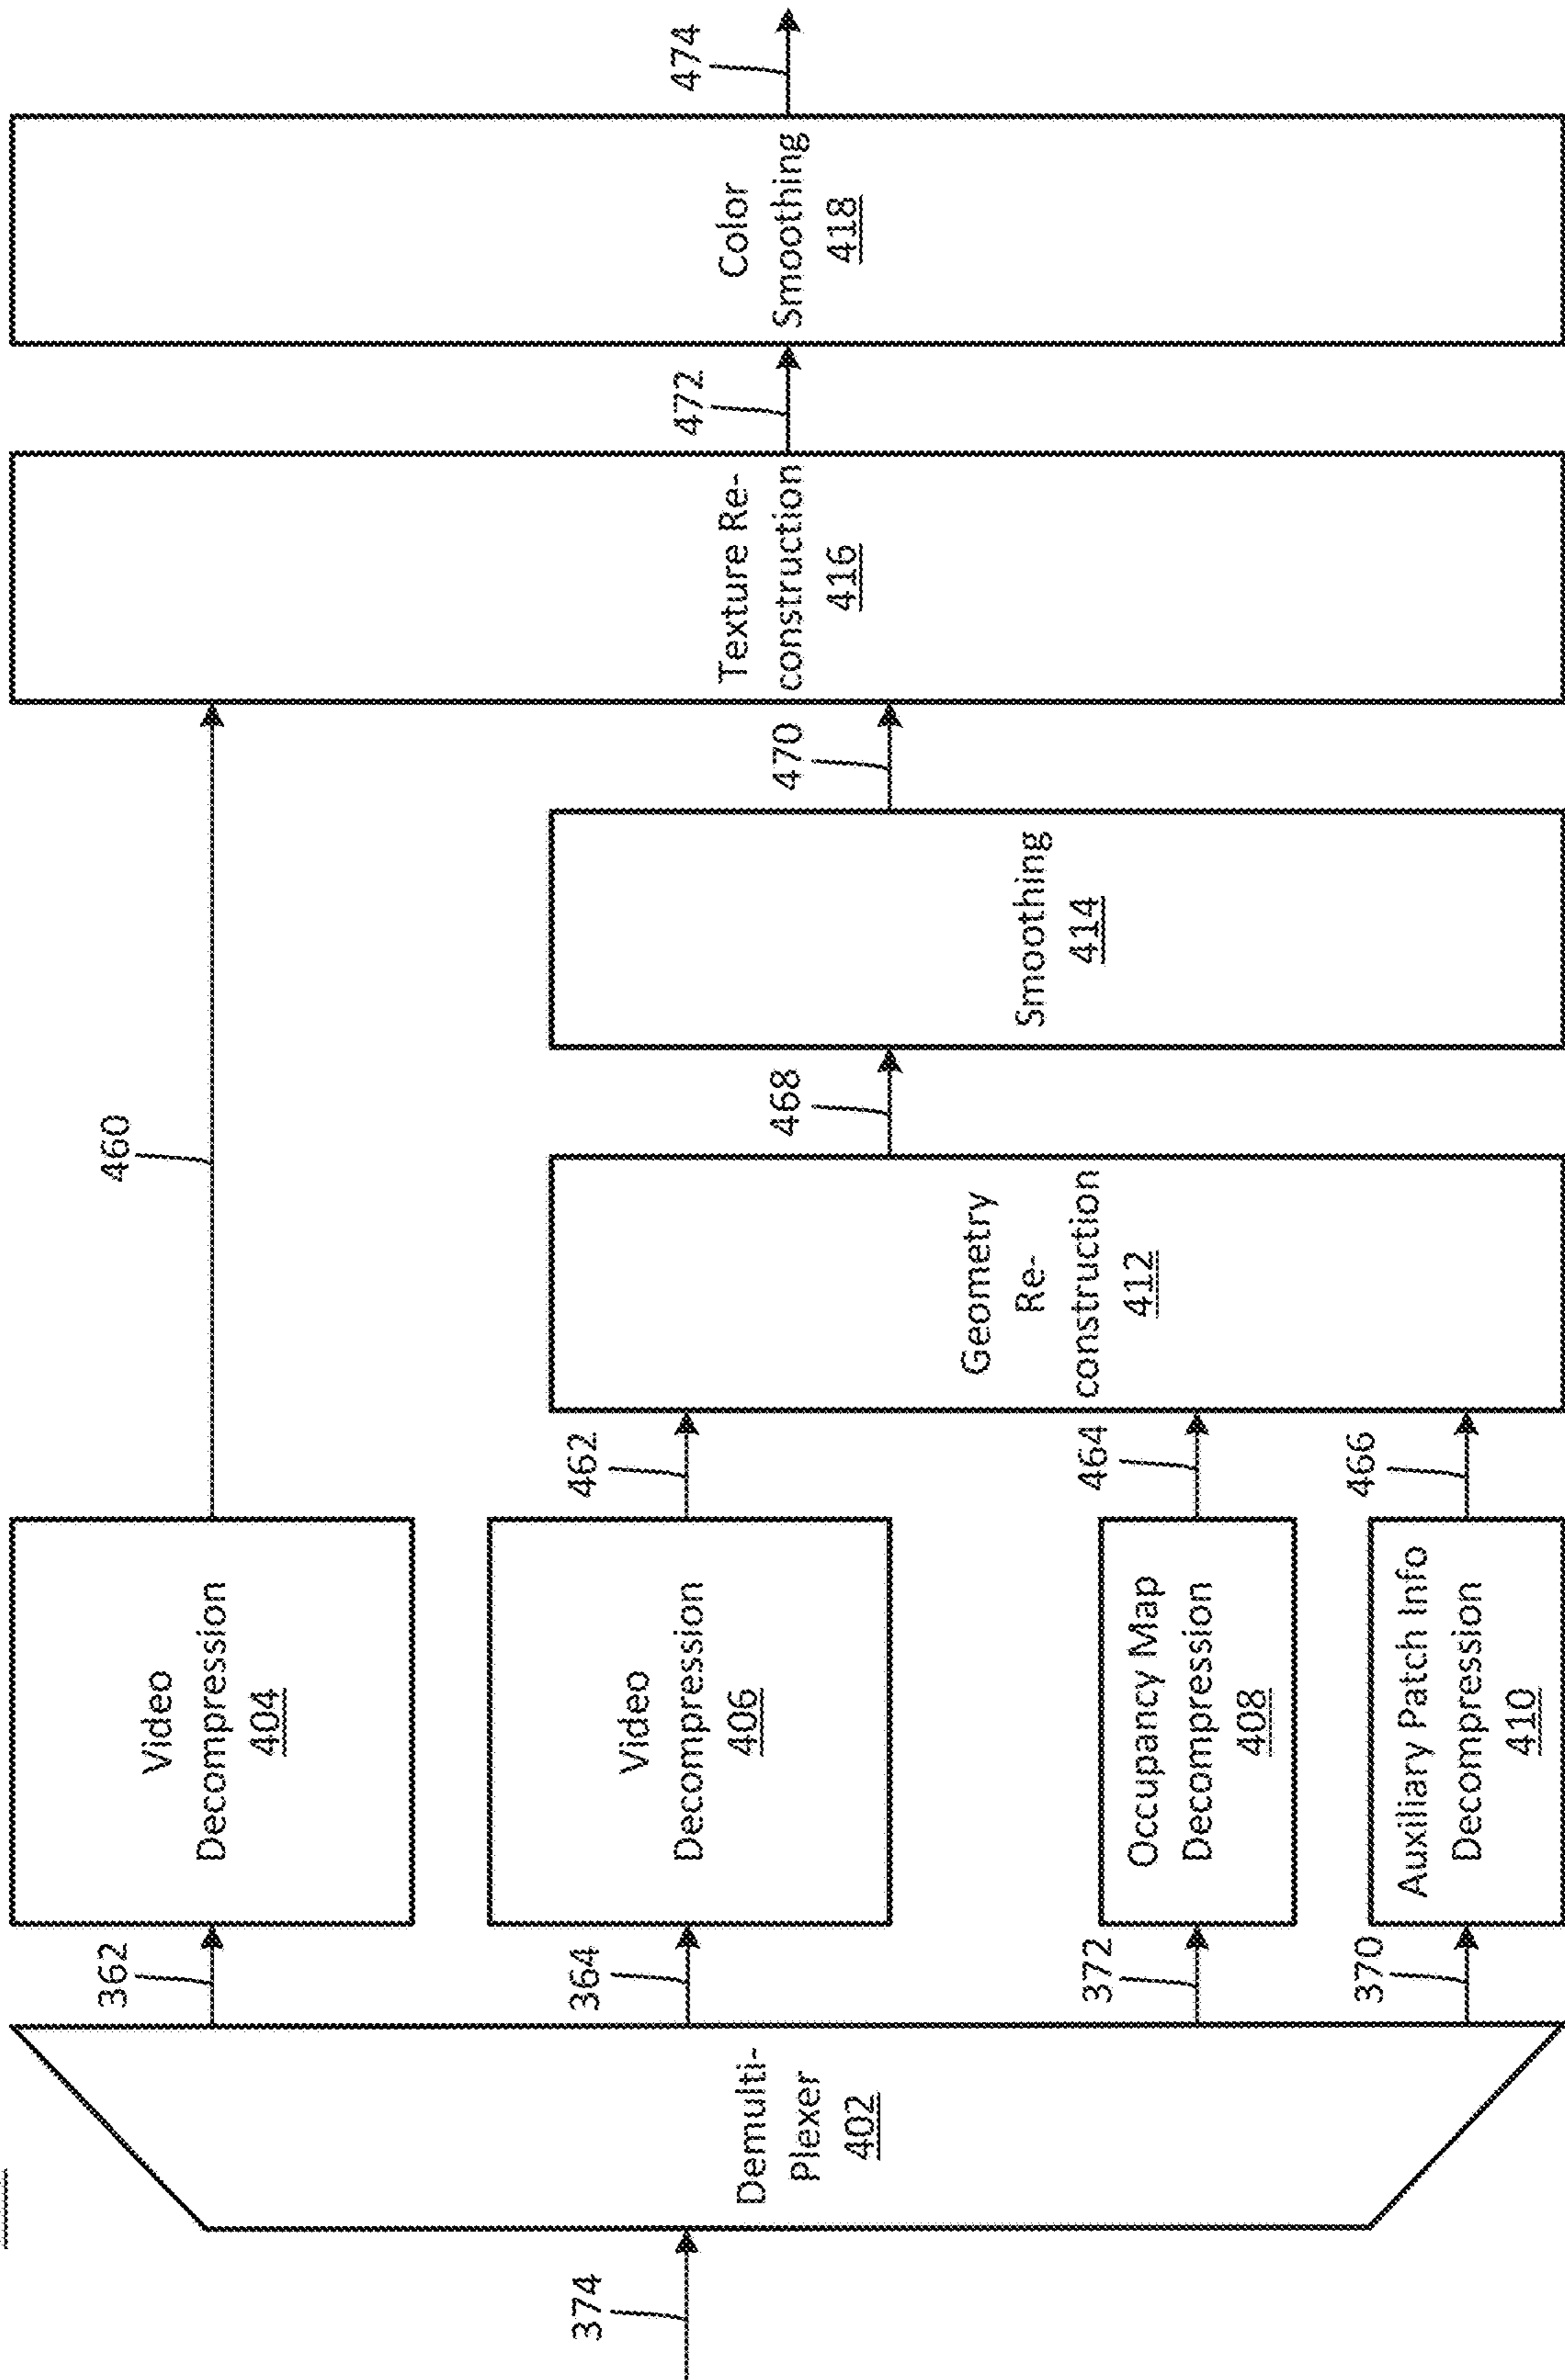 374
Demulti-
Plexer
402
362
364
372
370
Video
Decompression
404
Video
Decompression
406
Occupancy Map
Decompression
408
Auxiliary Patch Info
Decompression
410
460
462
464
466
Geometry
Re-
construction
412
468
Smoothing
414
470
Texture Re-
construction
416
472
Color
Smoothing
418
474